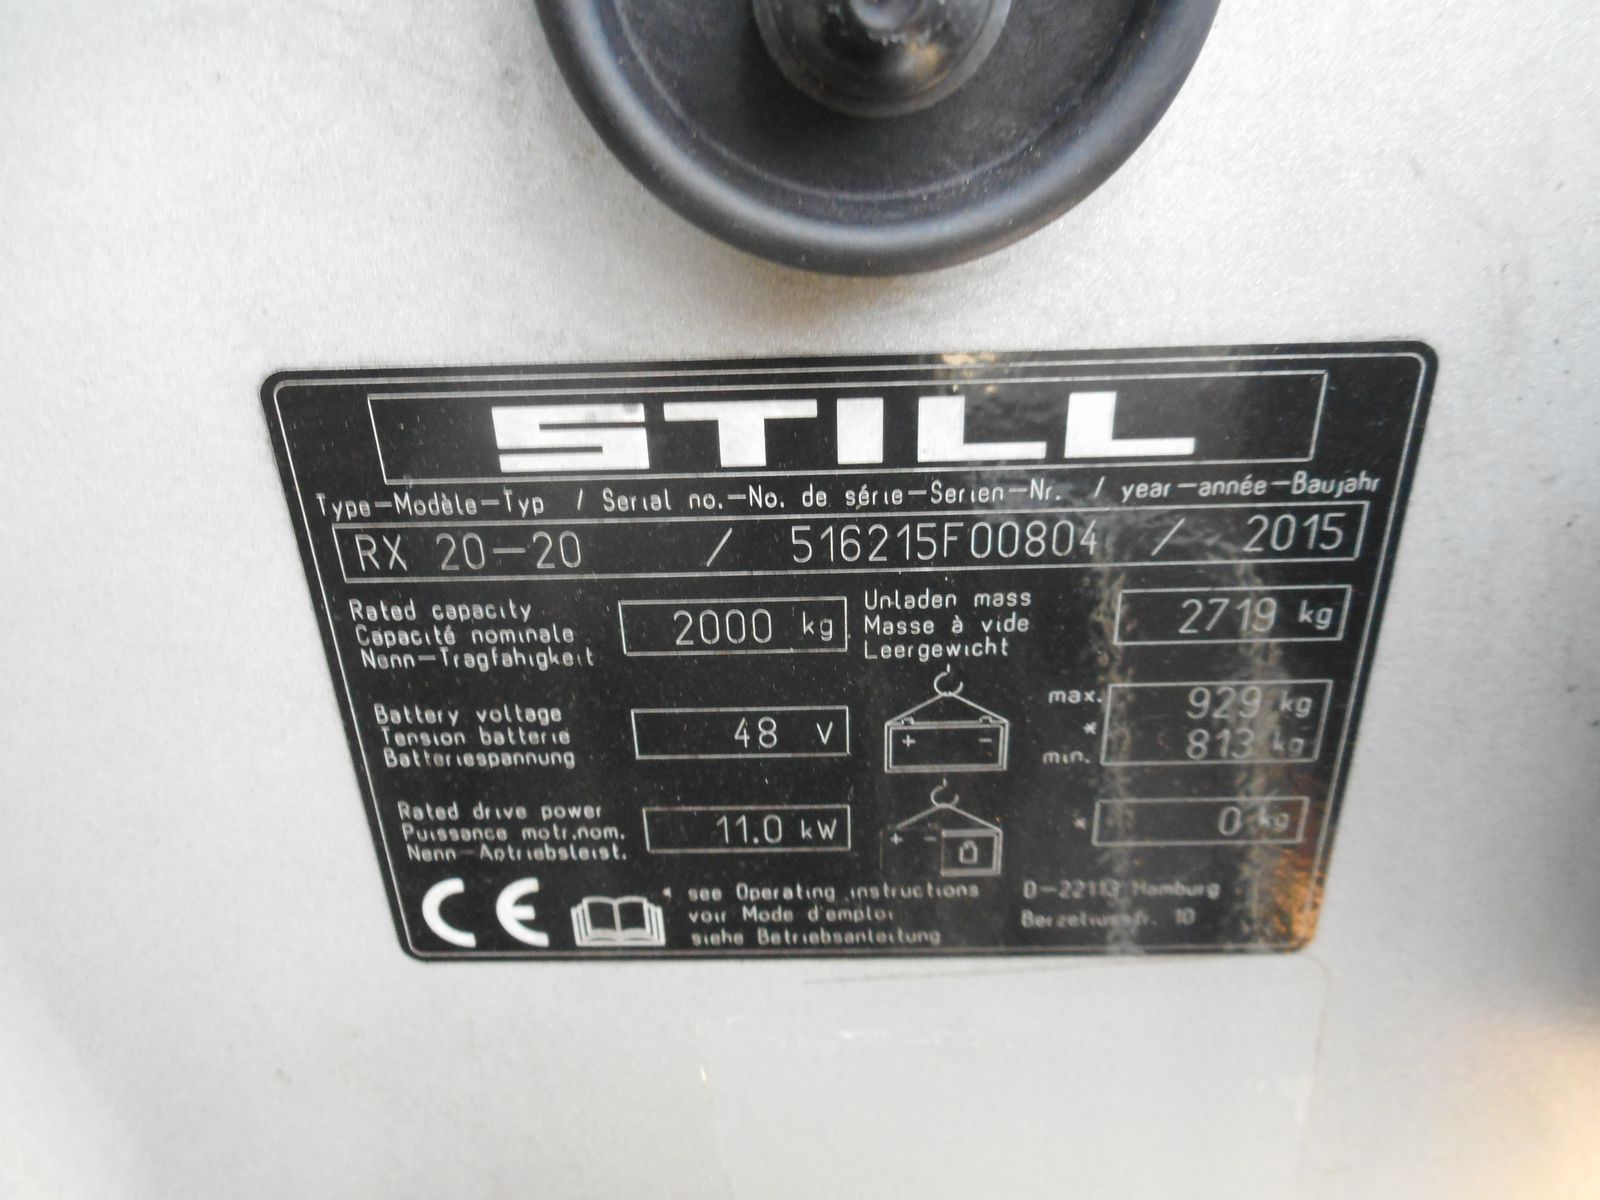 STILL
Type-Modèle-Typ / Serial no.-No. de série-Serien-Nr. / year-année-Baujahr
RX 20-20 / 516215F00804 / 2015
Rated capacity
Capacité nominale
Nenn-Tragfähigkeit
2000 kg
Unladen mass
Masse à vide
Leergewicht
2719 kg
Battery voltage
Tension batterie
Batteriespannung
48 V
+ -
max. 929 kg
*
min. 813 kg
Rated drive power
Puissance motr.nom.
Nenn-Antriebsleist.
11.0 kW
+ -
* 0 kg
CE
* see Operating instructions
voir Mode d'emploi
siehe Betriebsanleitung
D-22113 Hamburg
Berzeliusstr. 10